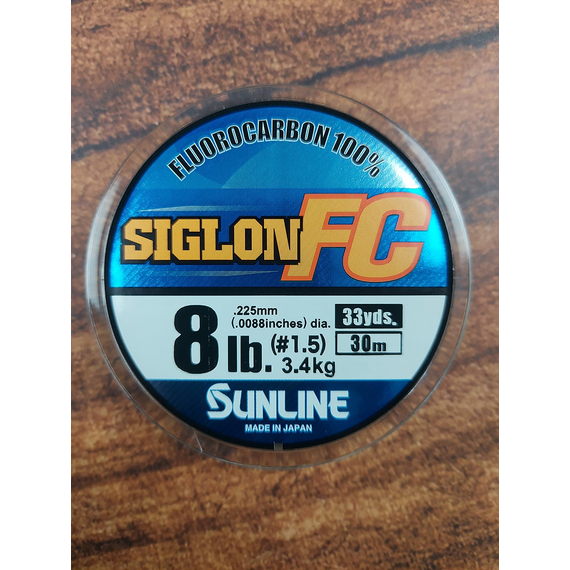 FLUOROCARBON 100%
SIGLON FC
8 lb.
.225mm
(.0088inches) dia.
(#1.5)
3.4kg
33yds.
30m
SUNLINE
MADE IN JAPAN